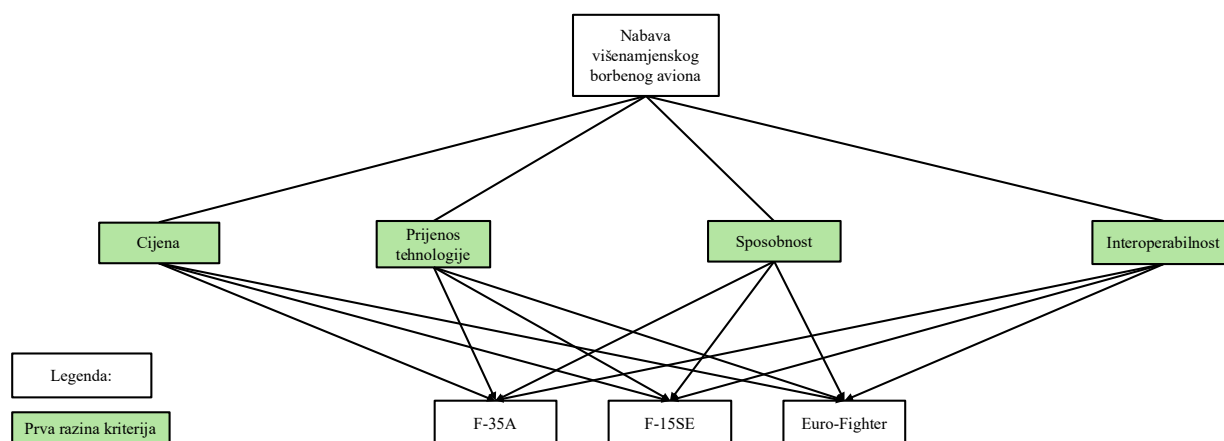 Nabava
višenamjenskog
borbenog aviona
Cijena
Prijenos
tehnologije
Sposobnost
Interoperabilnost
Legenda:
Prva razina kriterija
F-35A
F-15SE
Euro-Fighter